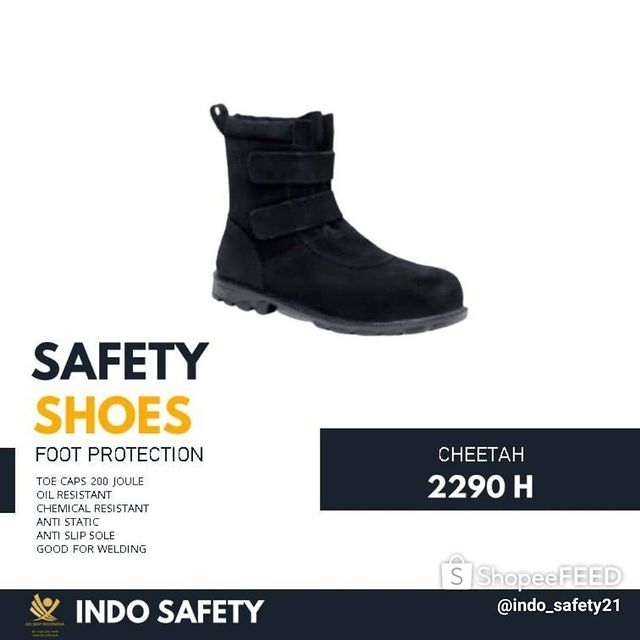 SAFETY
SHOES
FOOT PROTECTION
TOE CAPS 200 JOULE
OIL RESISTANT
CHEMICAL RESISTANT
ANTI STATIC
ANTI SLIP SOLE
GOOD FOR WELDING
CHEETAH
2290 H
S ShopeeFEED
INDO SAFETY
@indo_safety21